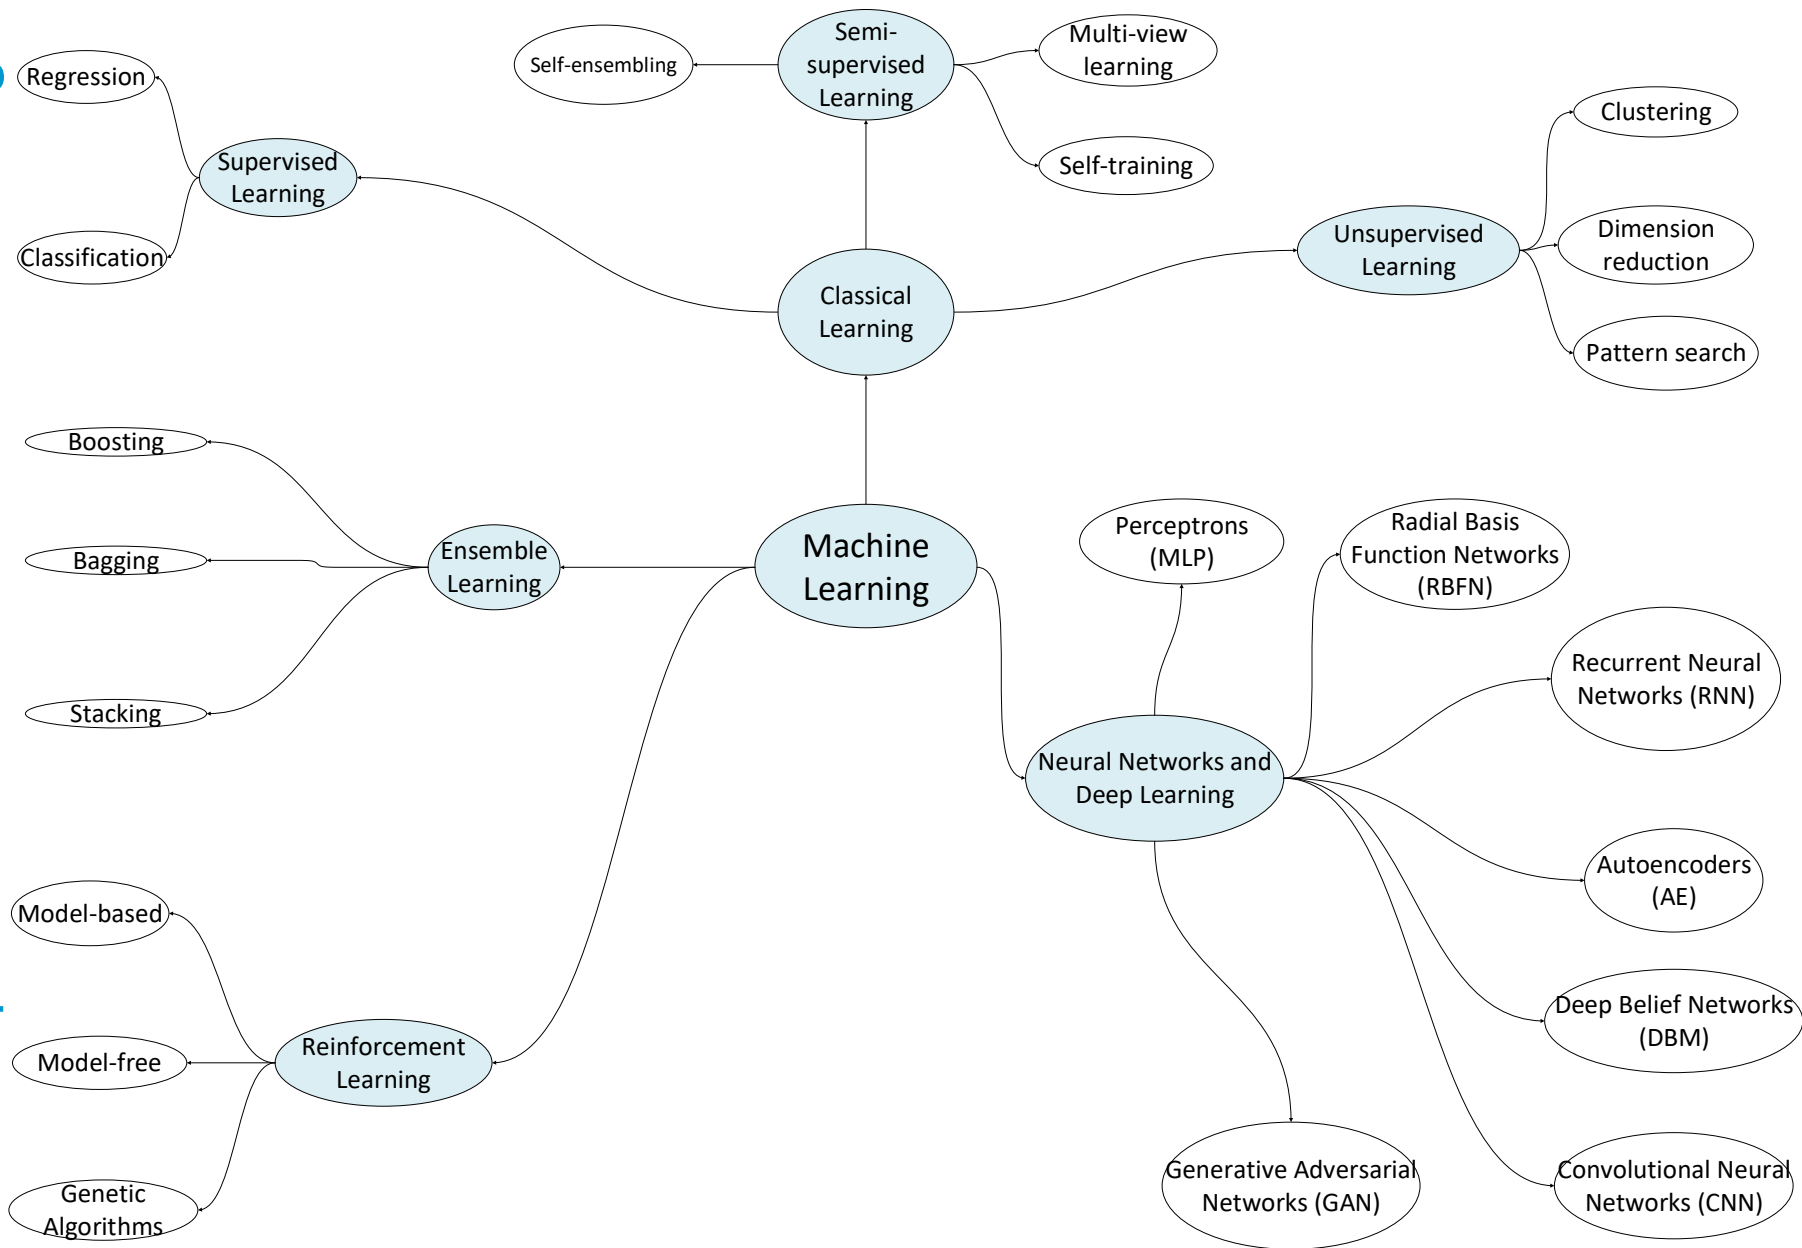 Semi-
supervised
Learning
Self-ensembling
Multi-view
learning
Self-training
Regression
Supervised
Learning
Classification
Clustering
Unsupervised
Learning
Dimension
reduction
Pattern search
Classical
Learning
Boosting
Bagging
Stacking
Ensemble
Learning
Machine
Learning
Perceptrons
(MLP)
Radial Basis
Function Networks
(RBFN)
Recurrent Neural
Networks (RNN)
Neural Networks and
Deep Learning
Autoencoders
(AE)
Deep Belief Networks
(DBM)
Convolutional Neural
Networks (CNN)
Generative Adversarial
Networks (GAN)
Model-based
Model-free
Genetic
Algorithms
Reinforcement
Learning